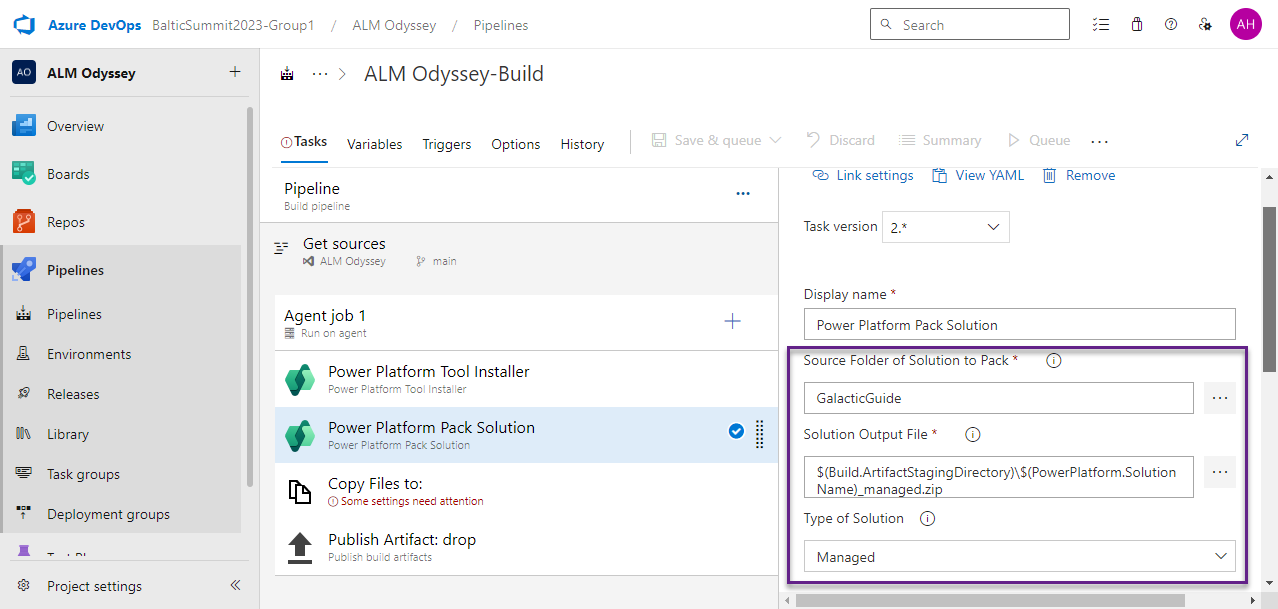 Azure DevOps BalticSummit2023-Group1 / ALM Odyssey / Pipelines
Search
AH
AO ALM Odyssey
Overview
Boards
Repos
Pipelines
Pipelines
Environments
Releases
Library
Task groups
Deployment groups
Project settings
ALM Odyssey-Build
Tasks Variables Triggers Options History
Save & queue Discard Summary Queue
Pipeline
Build pipeline
Get sources
ALM Odyssey main
Agent job 1
Run on agent
Power Platform Tool Installer
Power Platform Tool Installer
Power Platform Pack Solution
Power Platform Pack Solution
Copy Files to:
Some settings need attention
Publish Artifact: drop
Publish build artifacts
Link settings View YAML Remove
Task version 2.*
Display name *
Power Platform Pack Solution
Source Folder of Solution to Pack *
GalacticGuide
Solution Output File *
$(Build.ArtifactStagingDirectory)\$(PowerPlatform.Solution
Name)_managed.zip
Type of Solution
Managed